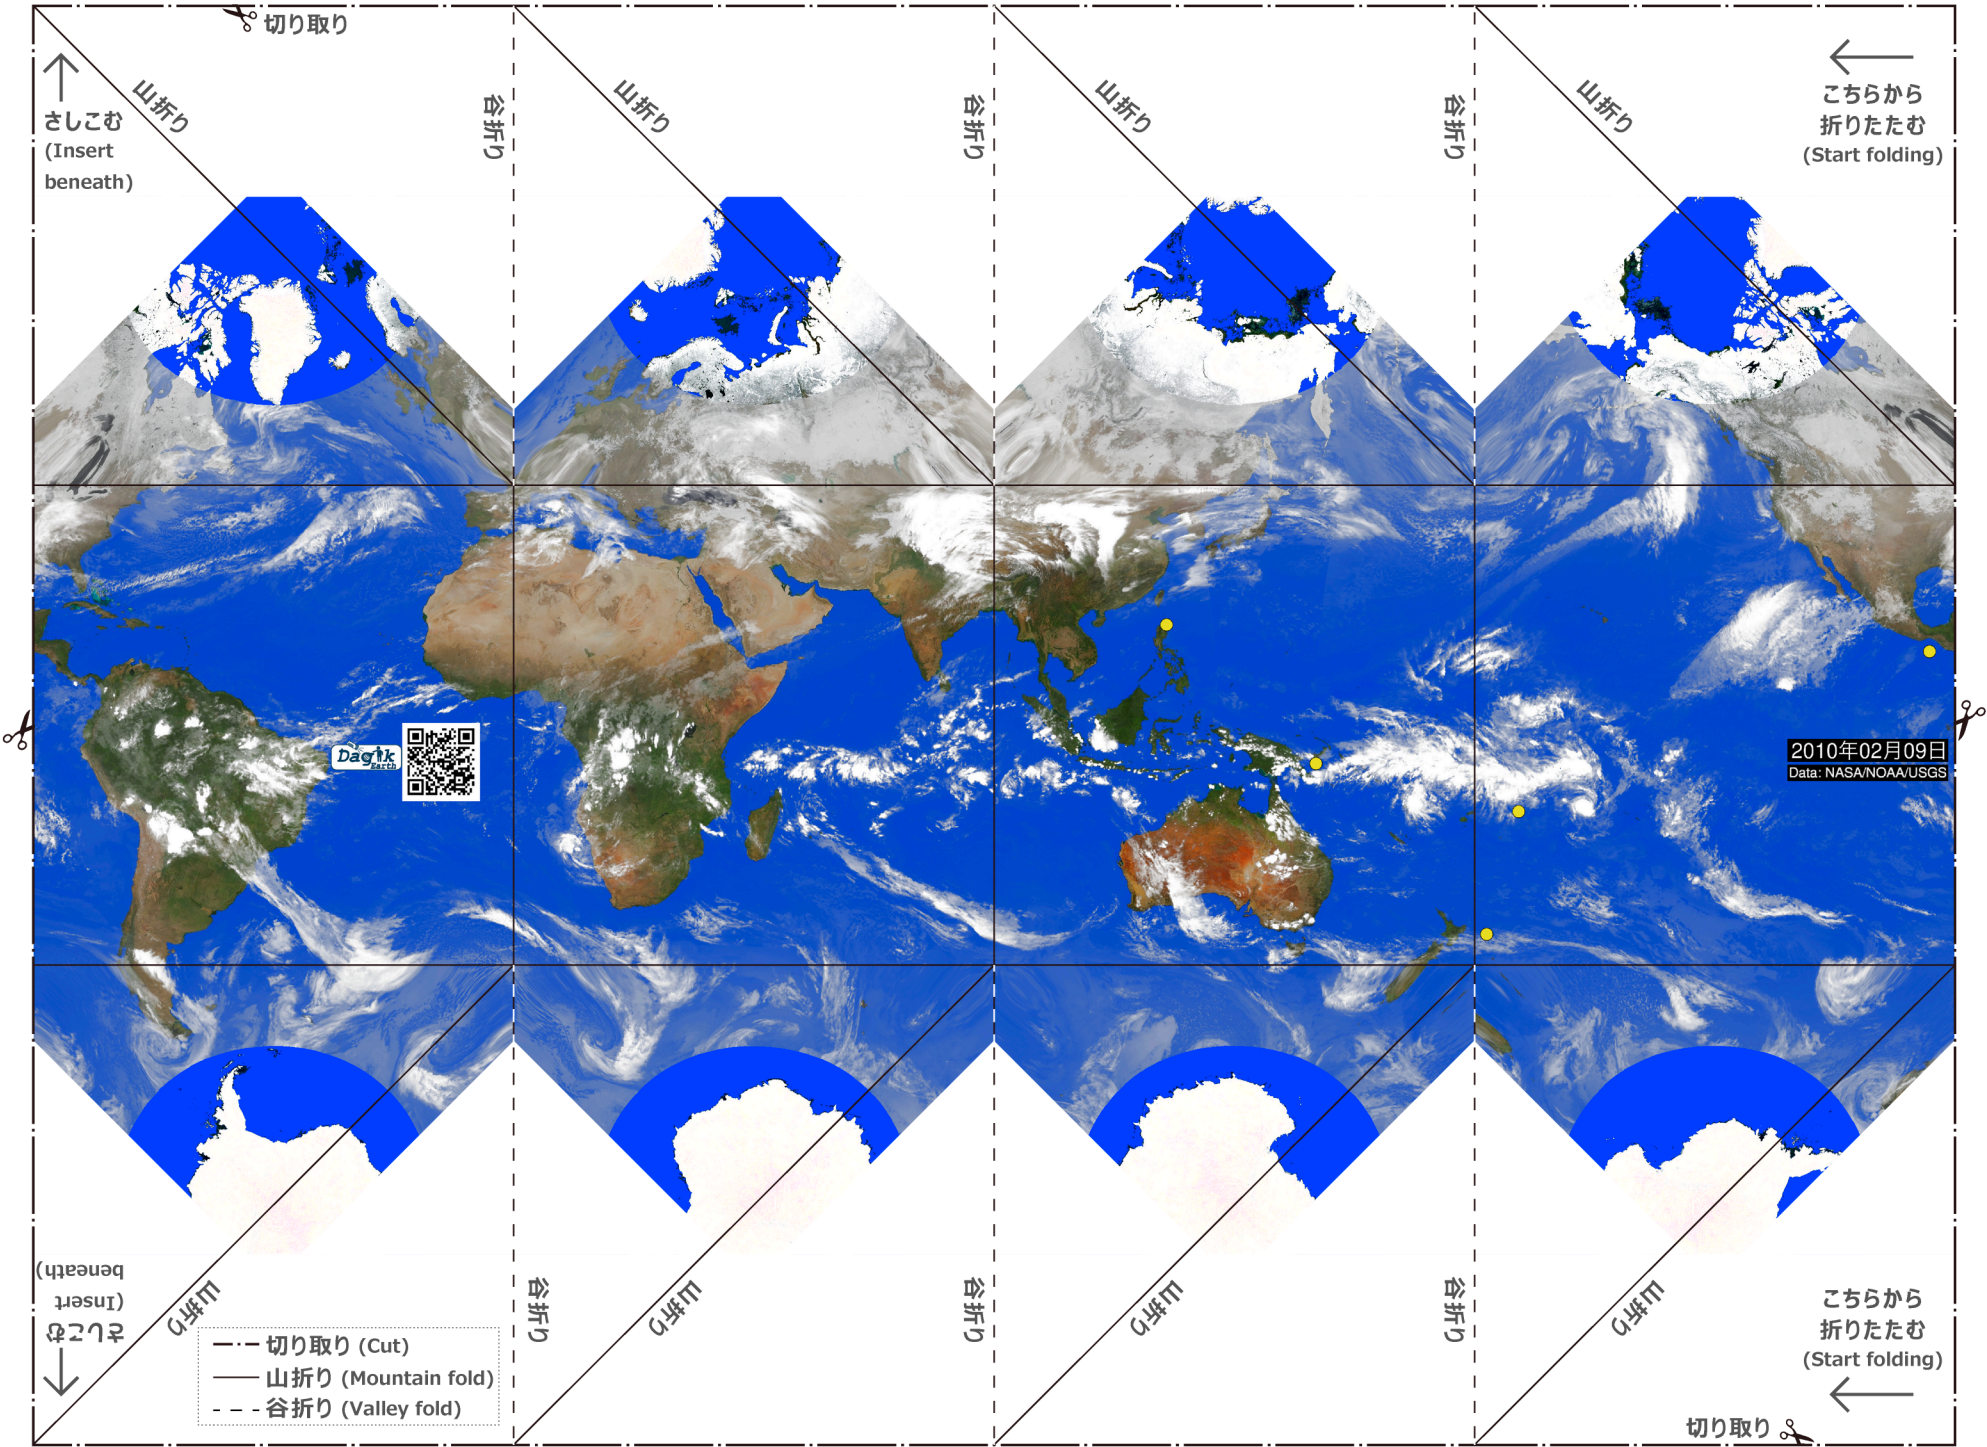 切り取り
さしこむ
(Insert
beneath)
山折り
谷折り
山折り
谷折り
山折り
谷折り
山折り
こちらから
折りたたむ
(Start folding)
Dagik
Earth
2010年02月09日
Data: NASA/NOAA/USGS
さしこむ
(Insert
beneath)
山折り
谷折り
山折り
谷折り
山折り
谷折り
山折り
こちらから
折りたたむ
(Start folding)
切り取り (Cut)
山折り (Mountain fold)
谷折り (Valley fold)
切り取り